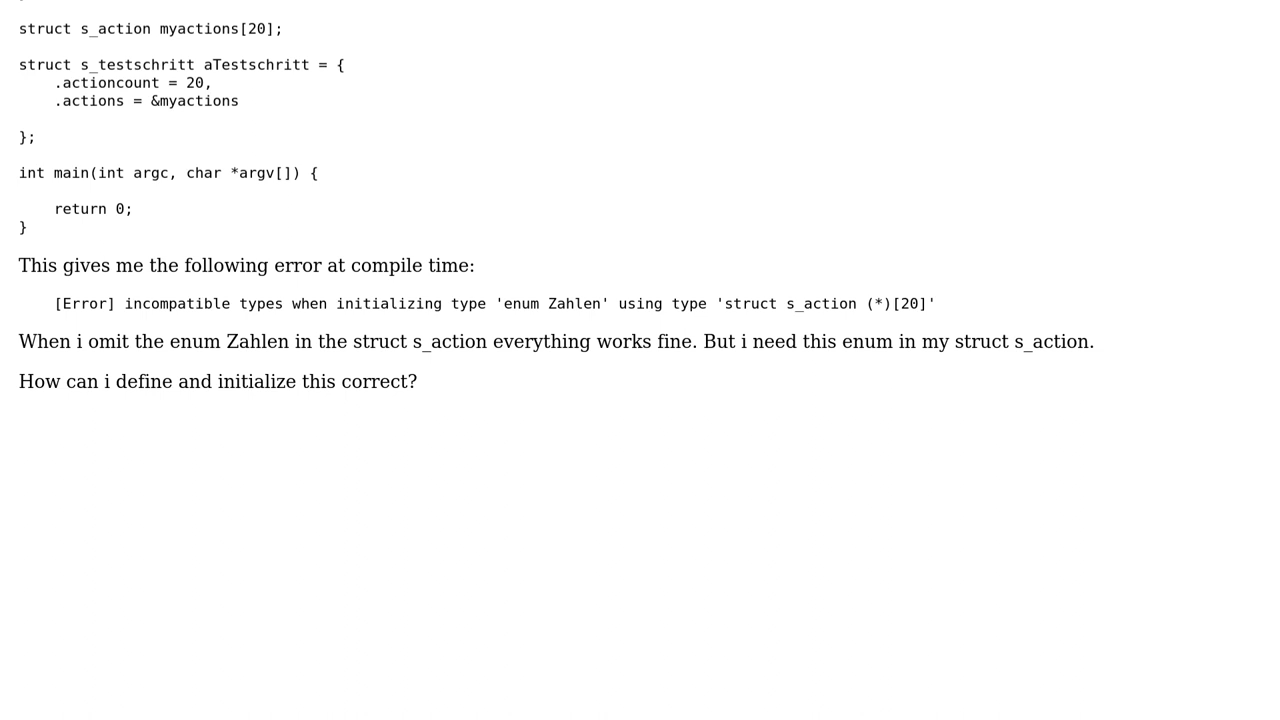 struct s_action myactions[20];
struct s_testschritt aTestschritt = {
    .actioncount = 20,
    .actions = &myactions
};
int main(int argc, char *argv[]) {
    return 0;
}
This gives me the following error at compile time:
[Error] incompatible types when initializing type 'enum Zahlen' using type 'struct s_action (*)[20]'
When i omit the enum Zahlen in the struct s_action everything works fine. But i need this enum in my struct s_action.
How can i define and initialize this correct?